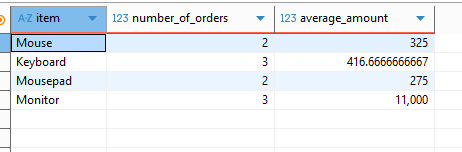 A-Z item 123 number_of_orders 123 average_amount
Mouse 2 325
Keyboard 3 416.6666666667
Mousepad 2 275
Monitor 3 11,000